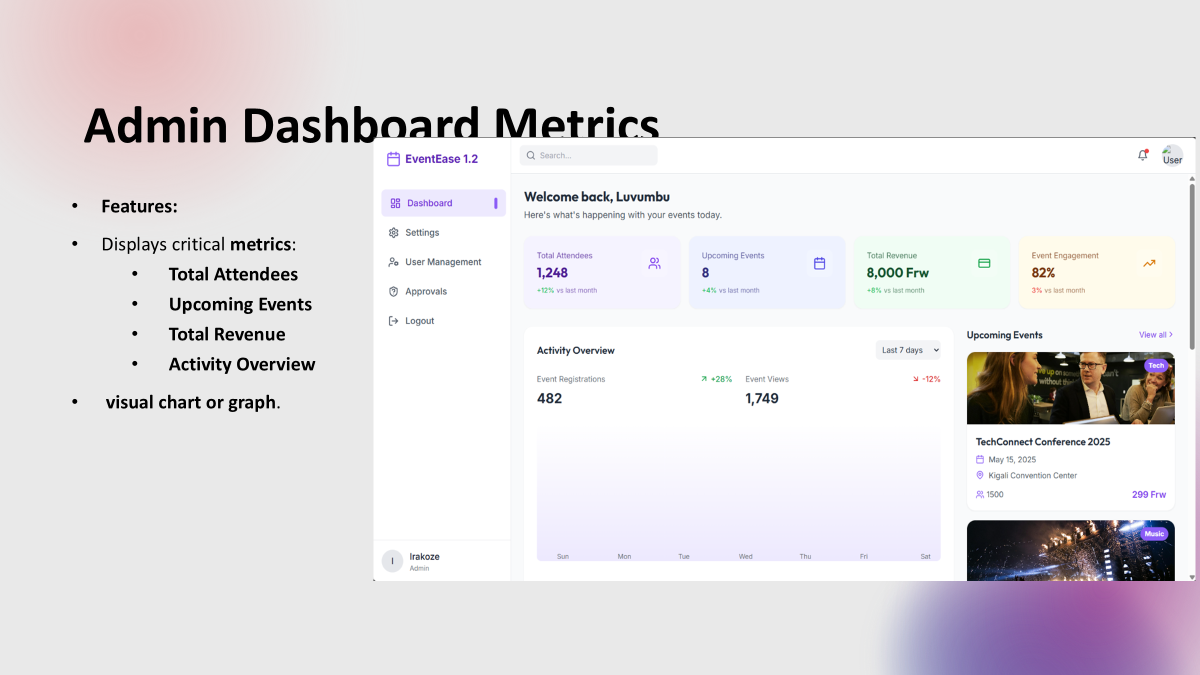 Admin Dashboard Metrics
• Features:
• Displays critical metrics:
• Total Attendees
• Upcoming Events
• Total Revenue
• Activity Overview
• visual chart or graph.
EventEase 1.2
Dashboard
Settings
User Management
Approvals
Logout
I
Irakoze
Admin
Search...
User
Welcome back, Luvumbu
Here's what's happening with your events today.
Total Attendees
1,248
+12% vs last month
Upcoming Events
8
+4% vs last month
Total Revenue
8,000 Frw
+8% vs last month
Event Engagement
82%
3% vs last month
Activity Overview
Last 7 days
Event Registrations
+28%
482
Event Views
-12%
1,749
Sun Mon Tue Wed Thu Fri Sat
Upcoming Events
View all
Tech
TechConnect Conference 2025
May 15, 2025
Kigali Convention Center
1500
299 Frw
Music